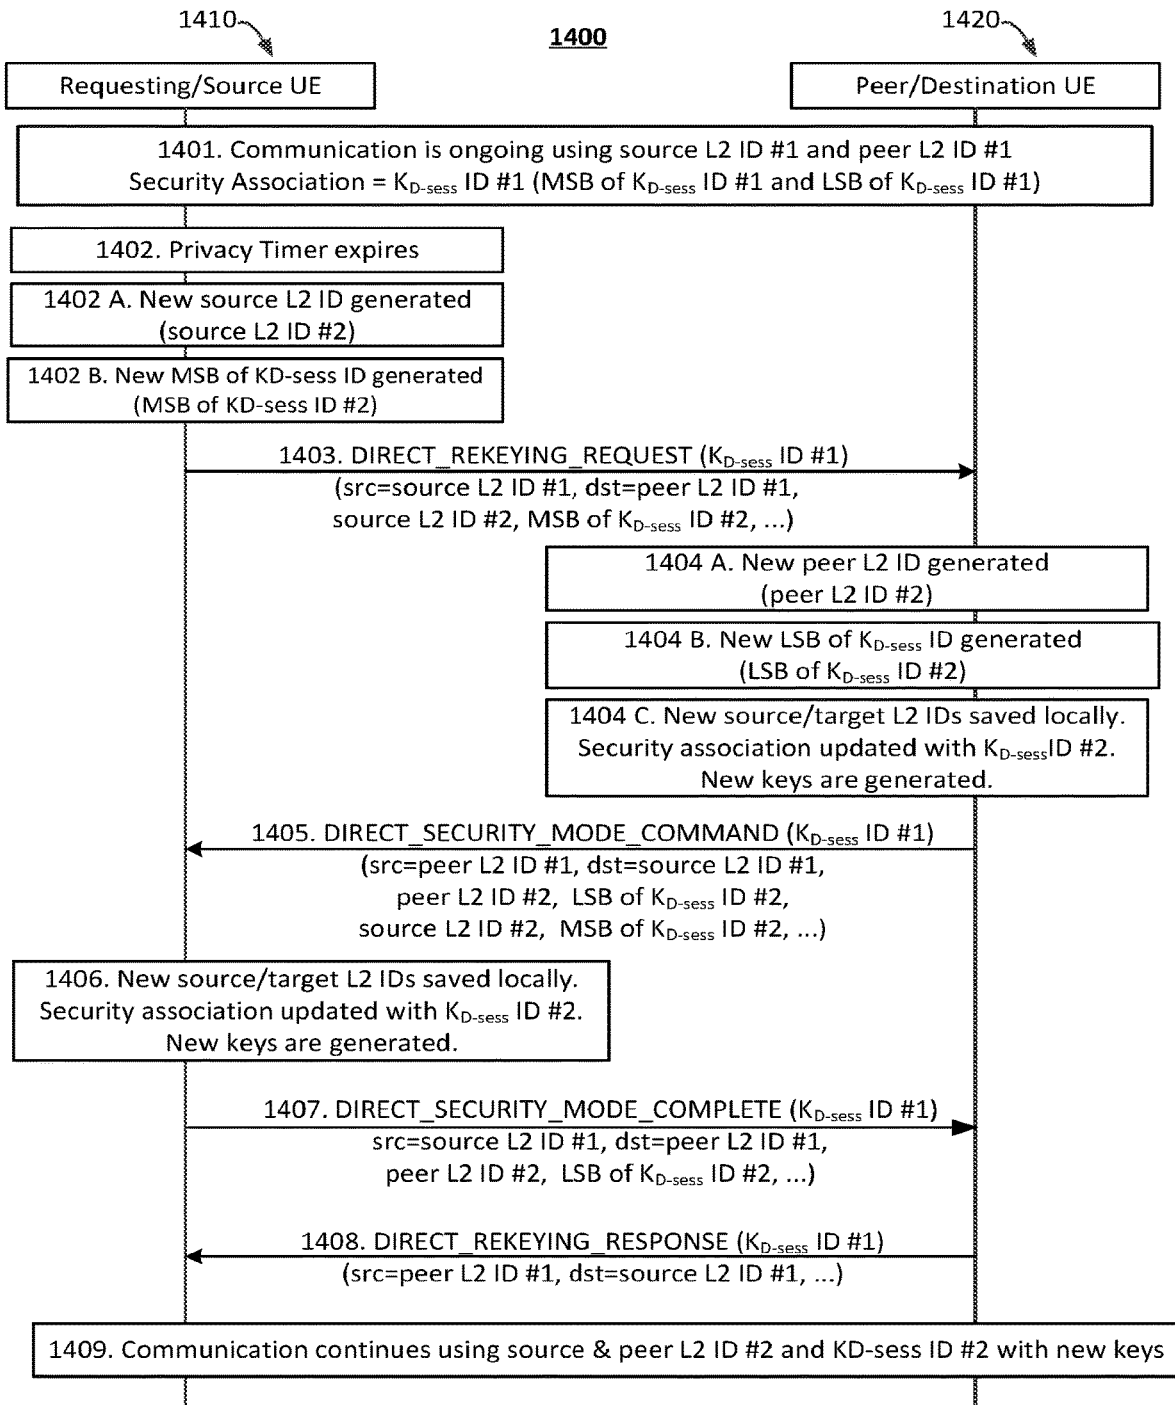 1410
1400
1420
Requesting/Source UE
Peer/Destination UE
1401. Communication is ongoing using source L2 ID #1 and peer L2 ID #1
Security Association = KD-sess ID #1 (MSB of KD-sess ID #1 and LSB of KD-sess ID #1)
1402. Privacy Timer expires
1402 A. New source L2 ID generated
(source L2 ID #2)
1402 B. New MSB of KD-sess ID generated
(MSB of KD-sess ID #2)
1403. DIRECT_REKEYING_REQUEST (KD-sess ID #1)
(src=source L2 ID #1, dst=peer L2 ID #1,
source L2 ID #2, MSB of KD-sess ID #2, ...)
1404 A. New peer L2 ID generated
(peer L2 ID #2)
1404 B. New LSB of KD-sess ID generated
(LSB of KD-sess ID #2)
1404 C. New source/target L2 IDs saved locally.
Security association updated with KD-sessID #2.
New keys are generated.
1405. DIRECT_SECURITY_MODE_COMMAND (KD-sess ID #1)
(src=peer L2 ID #1, dst=source L2 ID #1,
peer L2 ID #2, LSB of KD-sess ID #2,
source L2 ID #2, MSB of KD-sess ID #2, ...)
1406. New source/target L2 IDs saved locally.
Security association updated with KD-sess ID #2.
New keys are generated.
1407. DIRECT_SECURITY_MODE_COMPLETE (KD-sess ID #1)
src=source L2 ID #1, dst=peer L2 ID #1,
peer L2 ID #2, LSB of KD-sess ID #2, ...)
1408. DIRECT_REKEYING_RESPONSE (KD-sess ID #1)
(src=peer L2 ID #1, dst=source L2 ID #1, ...)
1409. Communication continues using source & peer L2 ID #2 and KD-sess ID #2 with new keys